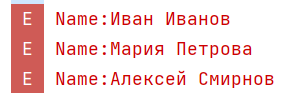 E Name:Иван Иванов
E Name:Мария Петрова
E Name:Алексей Смирнов